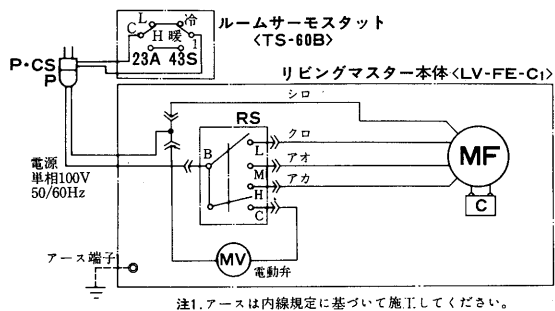 ルームサーモスタット
<TS-60B>
L
冷
C
H
暖
1
23A
43S
P・CS
P
リビングマスター本体<LV-FE-C1>
シロ
RS
クロ
B
L
MF
アオ
M
アカ
H
C
C
電源
単相100V
50/60Hz
MV
電動弁
アース端子
注1.アースは内線規定に基づいて施工してください。